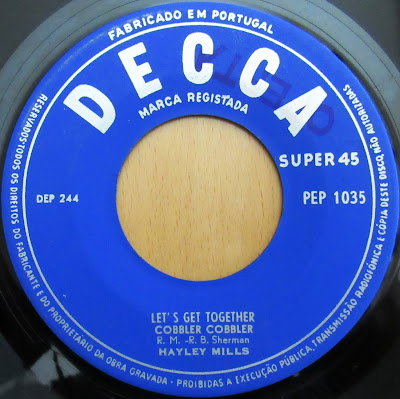 FABRICADO EM PORTUGAL
DECCA
MARCA REGISTADA
SUPER 45
DEP 244
PEP 1035
LET'S GET TOGETHER
COBBLER COBBLER
R. M. -R. B. Sherman
HAYLEY MILLS
RESERVADOS TODOS OS DIREITOS DO FABRICANTE E DO PROPRIETARIO DA OBRA GRAVADA - PROIBIDAS A EXECUÇÃO PÚBLICA, TRANSMISSÃO RADIOFÓNICA E CÓPIA DESTE DISCO, NÃO AUTORIZADAS